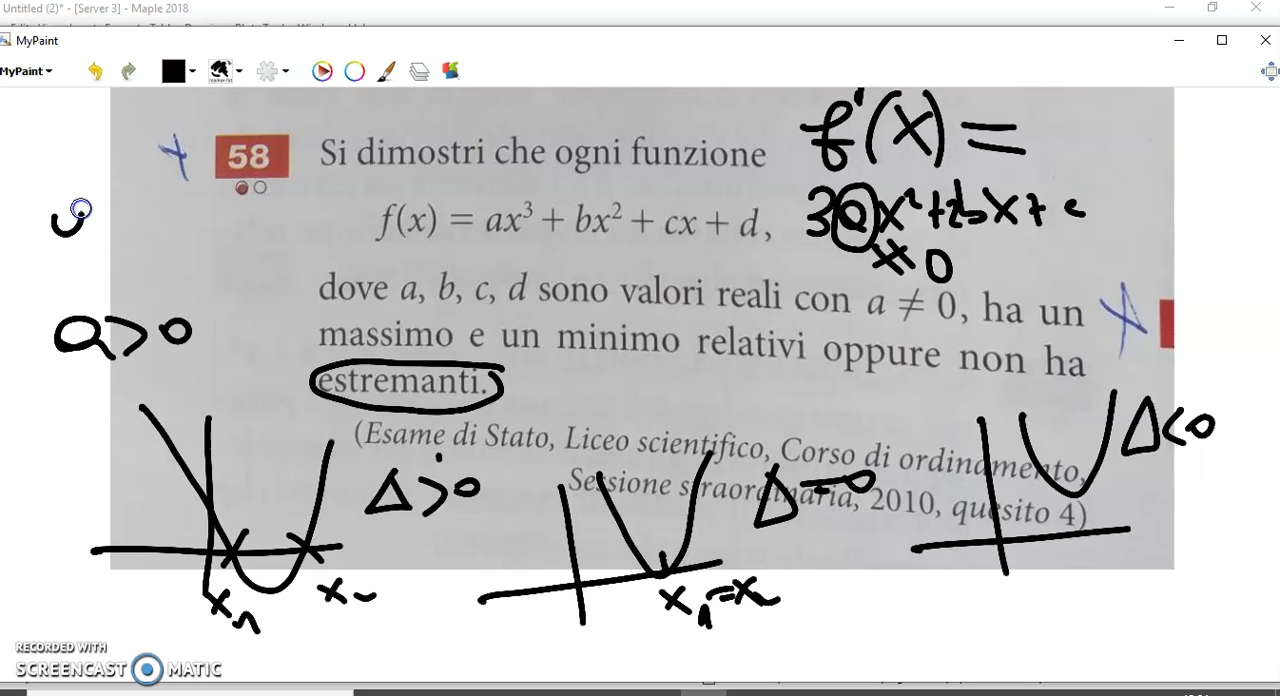 Untitled (2)* - [Server 3] - Maple 2018
MyPaint
MyPaint
58
Si dimostri che ogni funzione
f(x) = ax³ + bx² + cx + d,
dove a, b, c, d sono valori reali con a ≠ 0, ha un
massimo e un minimo relativi oppure non ha
estremanti.
(Esame di Stato, Liceo scientifico, Corso di ordinamento,
Sessione straordinaria, 2010, quesito 4)
f'(x) =
3ax²+2bx+c
≠ 0
a>0
Δ>0
Δ=0
Δ<0
x₁
x₂
x₁=x₂
RECORDED WITH
SCREENCAST MATIC